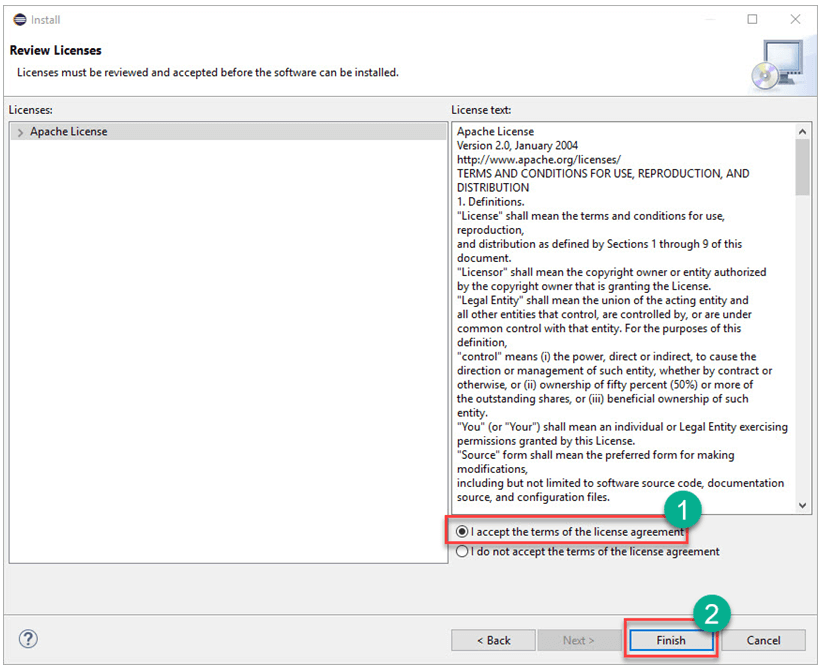 Install
Review Licenses
Licenses must be reviewed and accepted before the software can be installed.
Licenses:
Apache License
License text:
Apache License
Version 2.0, January 2004
http://www.apache.org/licenses/
TERMS AND CONDITIONS FOR USE, REPRODUCTION, AND
DISTRIBUTION
1. Definitions.
"License" shall mean the terms and conditions for use,
reproduction,
and distribution as defined by Sections 1 through 9 of this
document.
"Licensor" shall mean the copyright owner or entity authorized
by the copyright owner that is granting the License.
"Legal Entity" shall mean the union of the acting entity and
all other entities that control, are controlled by, or are under
common control with that entity. For the purposes of this
definition,
"control" means (i) the power, direct or indirect, to cause the
direction or management of such entity, whether by contract or
otherwise, or (ii) ownership of fifty percent (50%) or more of
the outstanding shares, or (iii) beneficial ownership of such
entity.
"You" (or "Your") shall mean an individual or Legal Entity exercising
permissions granted by this License.
"Source" form shall mean the preferred form for making
modifications,
including but not limited to software source code, documentation
source, and configuration files.
1
I accept the terms of the license agreement
I do not accept the terms of the license agreement
2
?
< Back
Next >
Finish
Cancel